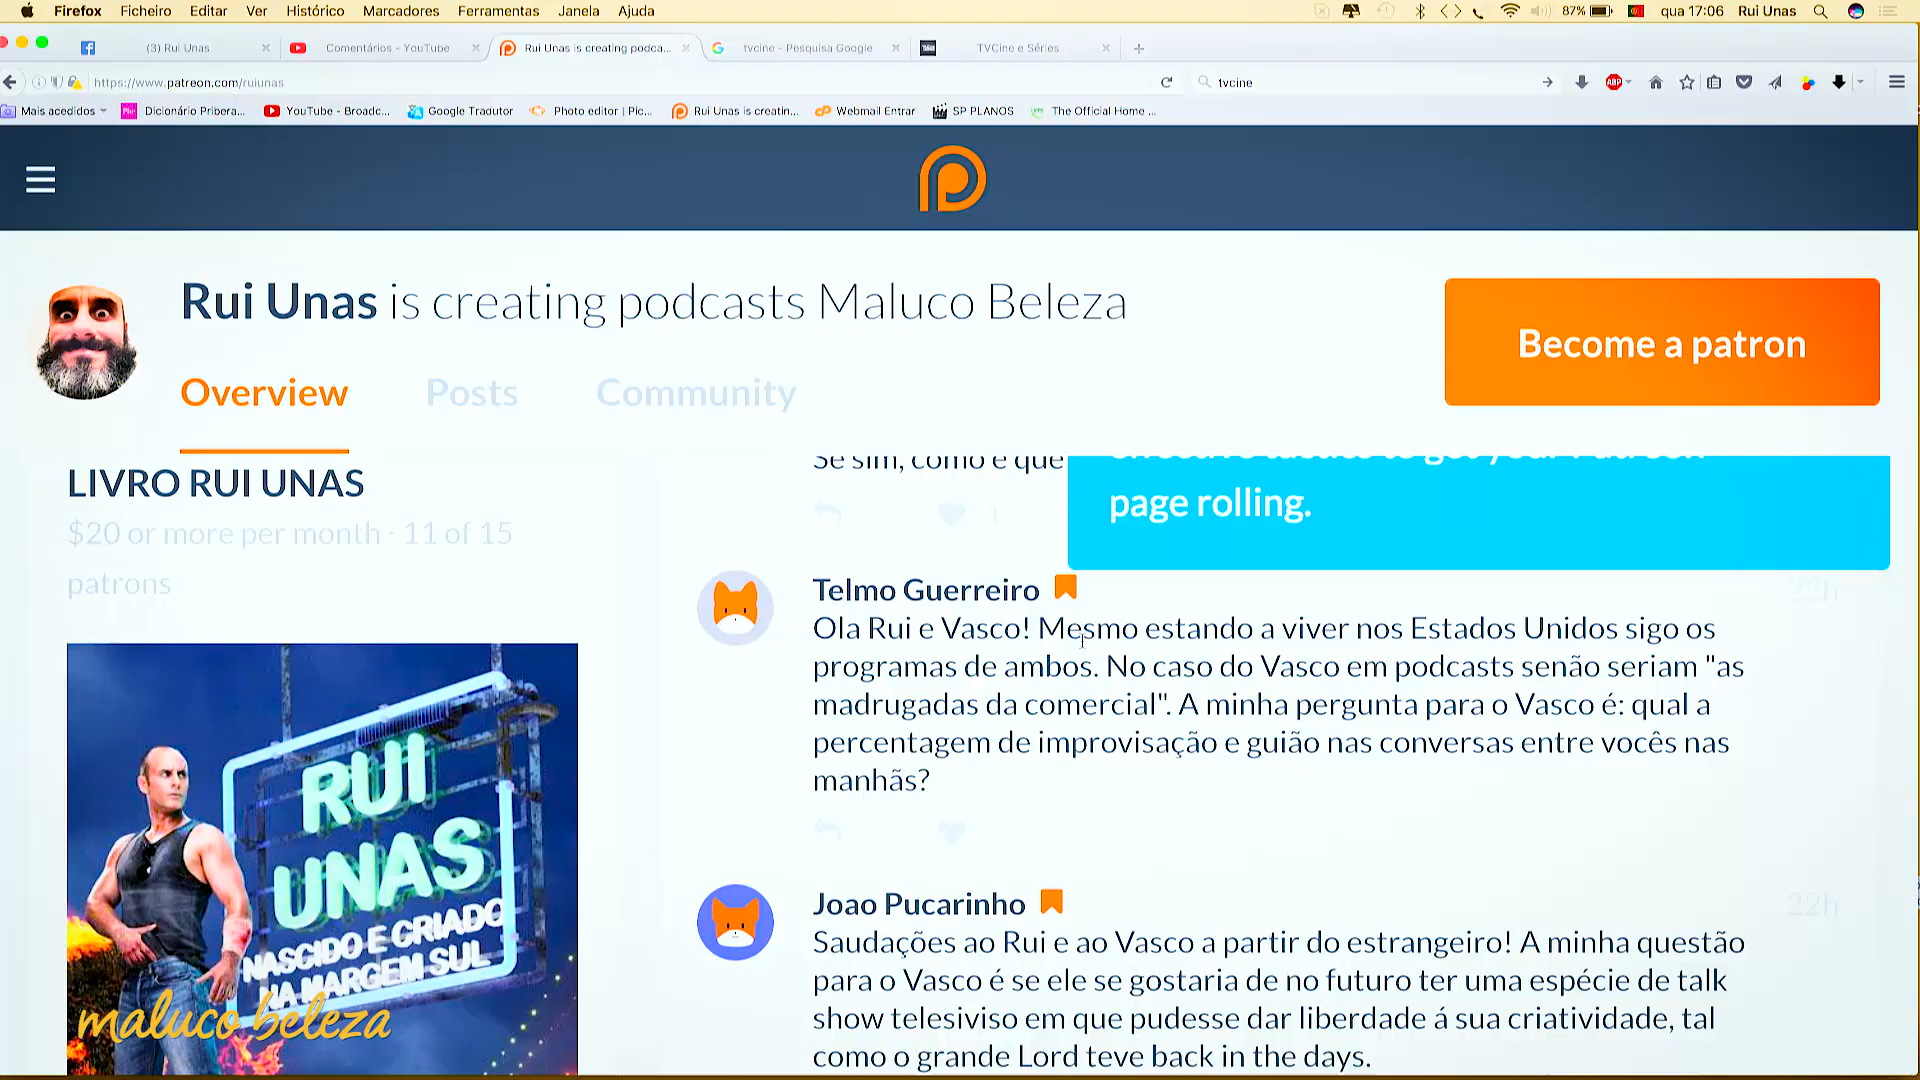 Firefox Ficheiro Editar Ver Histórico Marcadores Ferramentas Janela Ajuda 87% qua 17:06 Rui Unas
(3) Rui Unas Comentários - YouTube Rui Unas is creating podca... tvcine - Pesquisa Google TVCine e Séries
https://www.patreon.com/ruiunas tvcine
Mais acedidos Dicionário Pribera... YouTube - Broadc... Google Tradutor Photo editor | Pic... Rui Unas is creatin... Webmail Entrar SP PLANOS The Official Home ...
Rui Unas is creating podcasts Maluco Beleza
Become a patron
Overview Posts Community
LIVRO RUI UNAS
$20 or more per month · 11 of 15
patrons
RUI
UNAS
NASCIDO E CRIADO
NA MARGEM SUL
maluco beleza
Se sim, como e que
page rolling.
1
Telmo Guerreiro 22h
Ola Rui e Vasco! Mesmo estando a viver nos Estados Unidos sigo os
programas de ambos. No caso do Vasco em podcasts senão seriam "as
madrugadas da comercial". A minha pergunta para o Vasco é: qual a
percentagem de improvisação e guião nas conversas entre vocês nas
manhãs?
Joao Pucarinho 22h
Saudações ao Rui e ao Vasco a partir do estrangeiro! A minha questão
para o Vasco é se ele se gostaria de no futuro ter uma espécie de talk
show telesiviso em que pudesse dar liberdade á sua criatividade, tal
como o grande Lord teve back in the days.